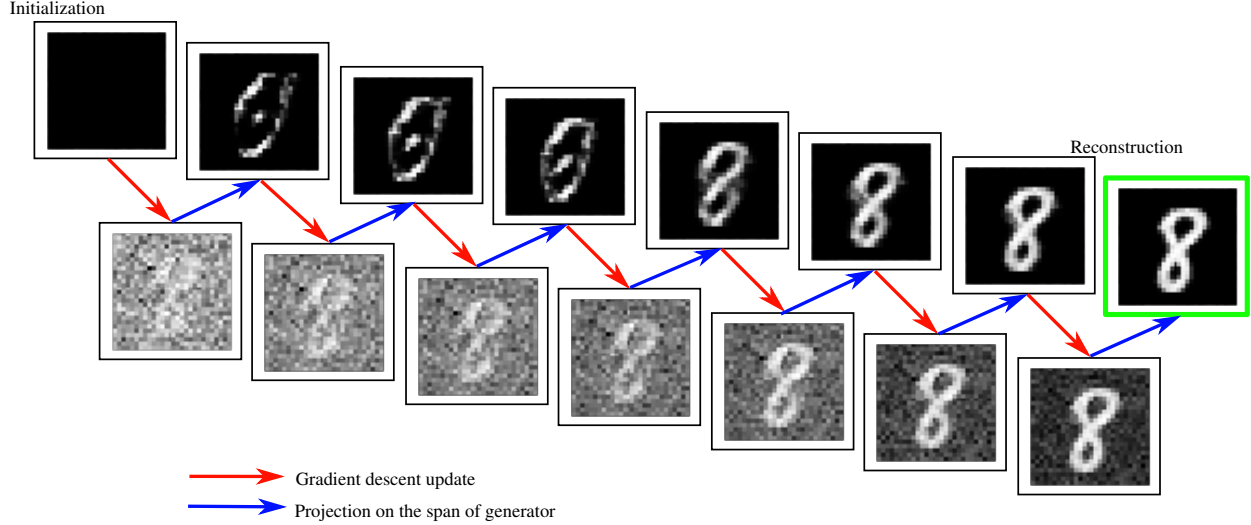 Initialization
Reconstruction
Gradient descent update
Projection on the span of generator